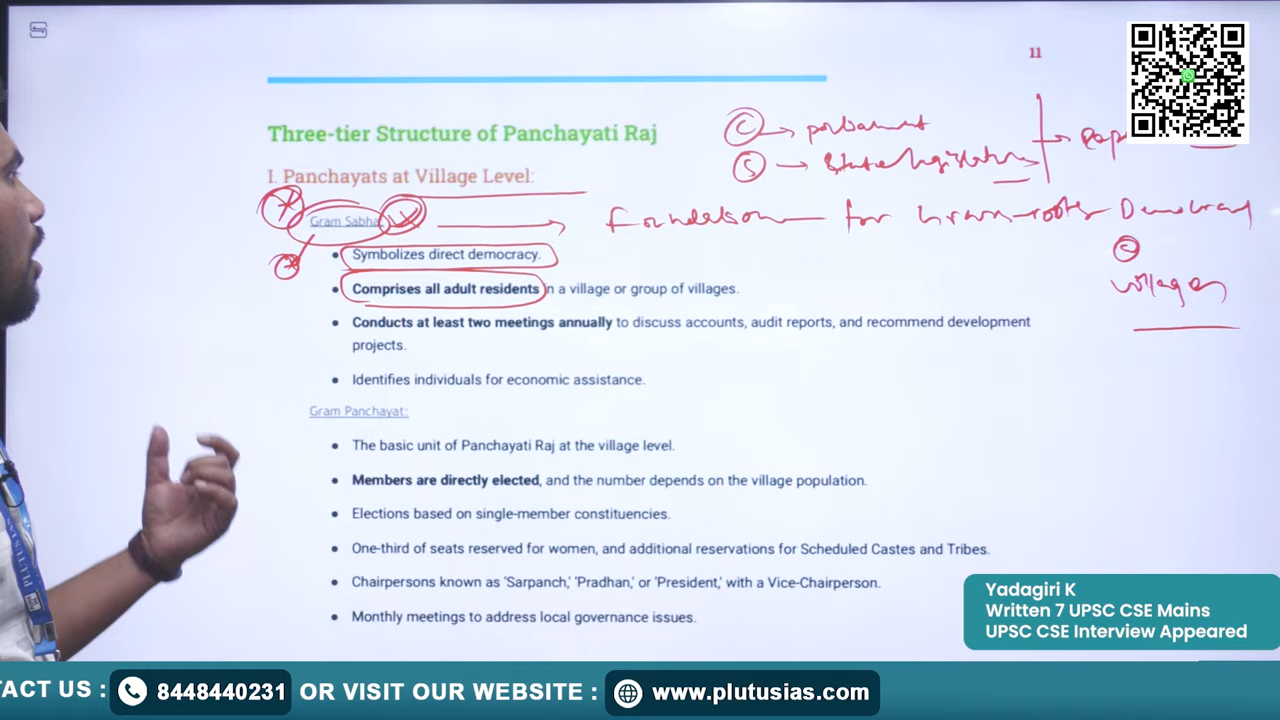 11
Three-tier Structure of Panchayati Raj
C → parliament
S → State legislature
I. Panchayats at Village Level:
Gram Sabha
→ foundation for Grass-roots
C
villages
• Symbolizes direct democracy.
• Comprises all adult residents in a village or group of villages.
• Conducts at least two meetings annually to discuss accounts, audit reports, and recommend development
projects.
• Identifies individuals for economic assistance.
Gram Panchayat:
• The basic unit of Panchayati Raj at the village level.
• Members are directly elected, and the number depends on the village population.
• Elections based on single-member constituencies.
• One-third of seats reserved for women, and additional reservations for Scheduled Castes and Tribes.
• Chairpersons known as 'Sarpanch,' 'Pradhan,' or 'President,' with a Vice-Chairperson.
• Monthly meetings to address local governance issues.
PLUTUS IAS
Yadagiri K
Written 7 UPSC CSE Mains
UPSC CSE Interview Appeared
TACT US : 8448440231 OR VISIT OUR WEBSITE : www.plutusias.com